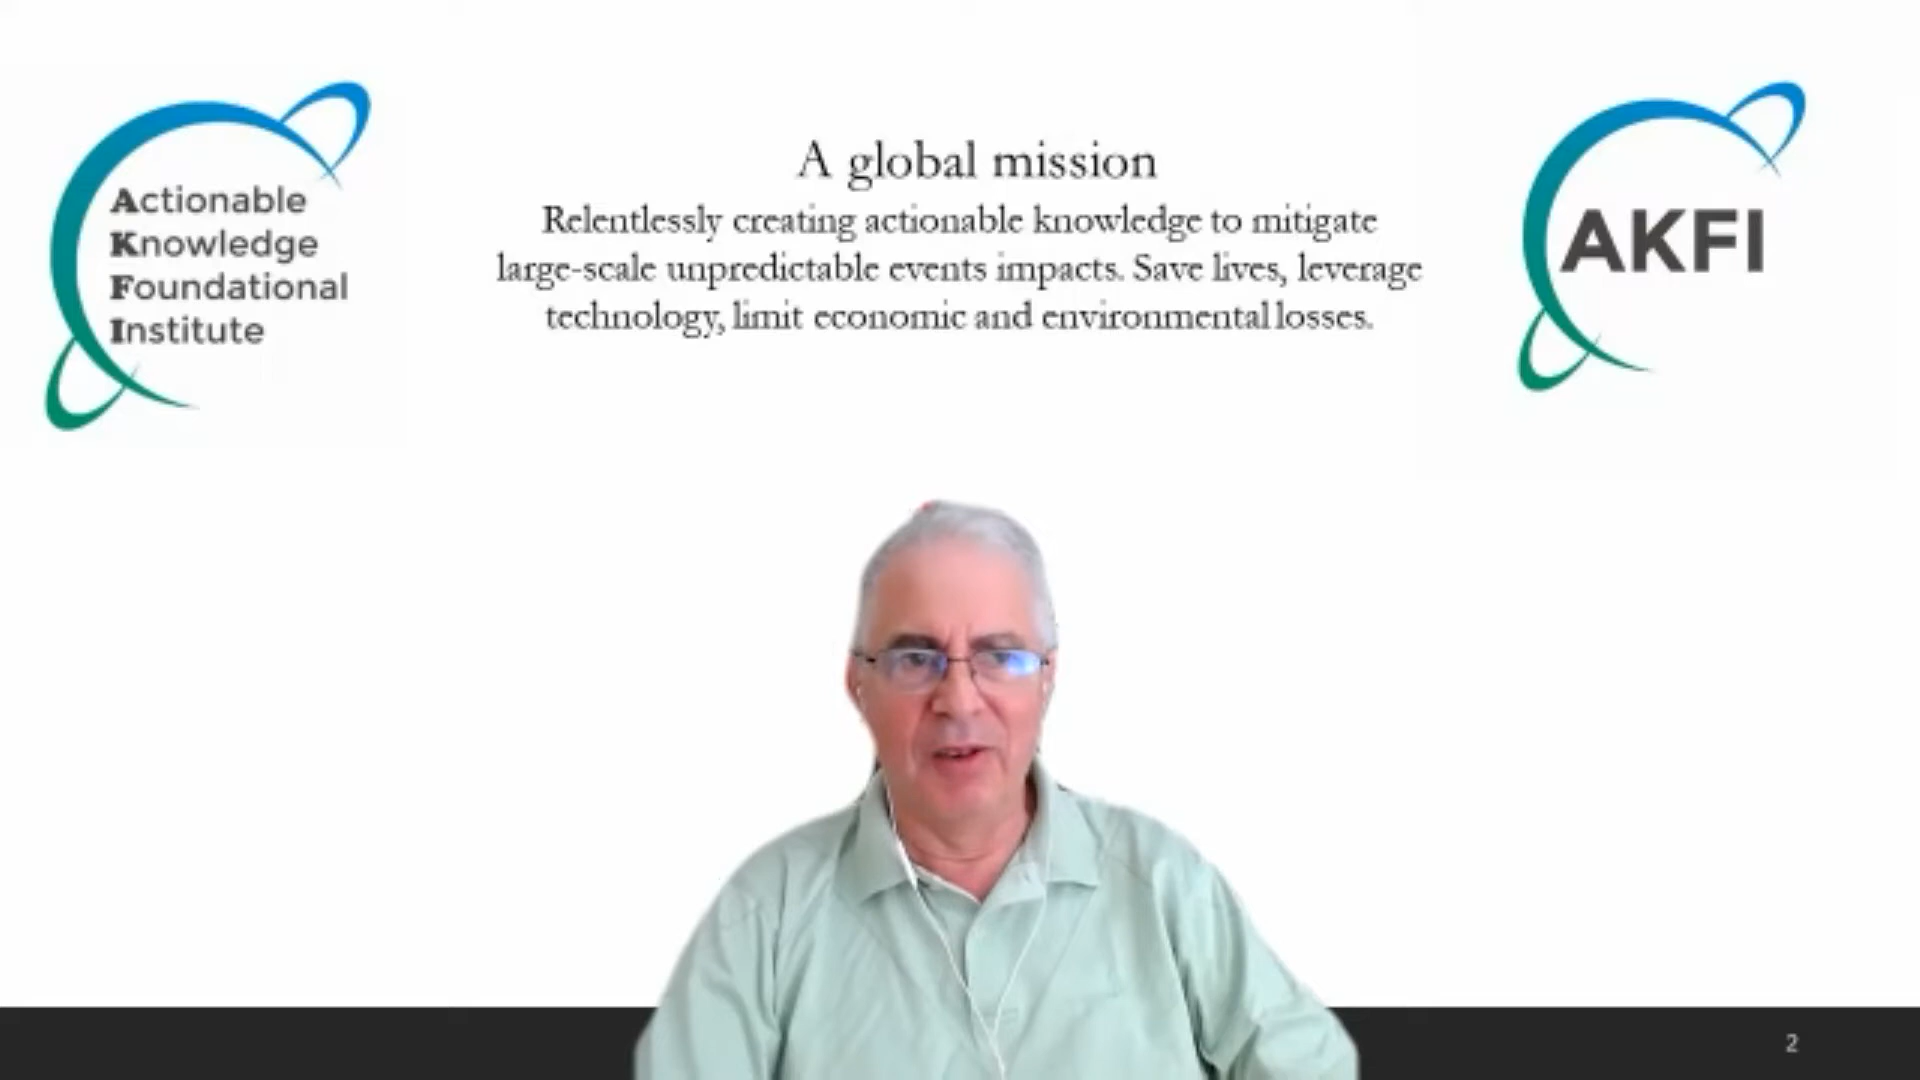 Actionable
Knowledge
Foundational
Institute
A global mission
Relentlessly creating actionable knowledge to mitigate
large-scale unpredictable events impacts. Save lives, leverage
technology, limit economic and environmental losses.
AKFI
2